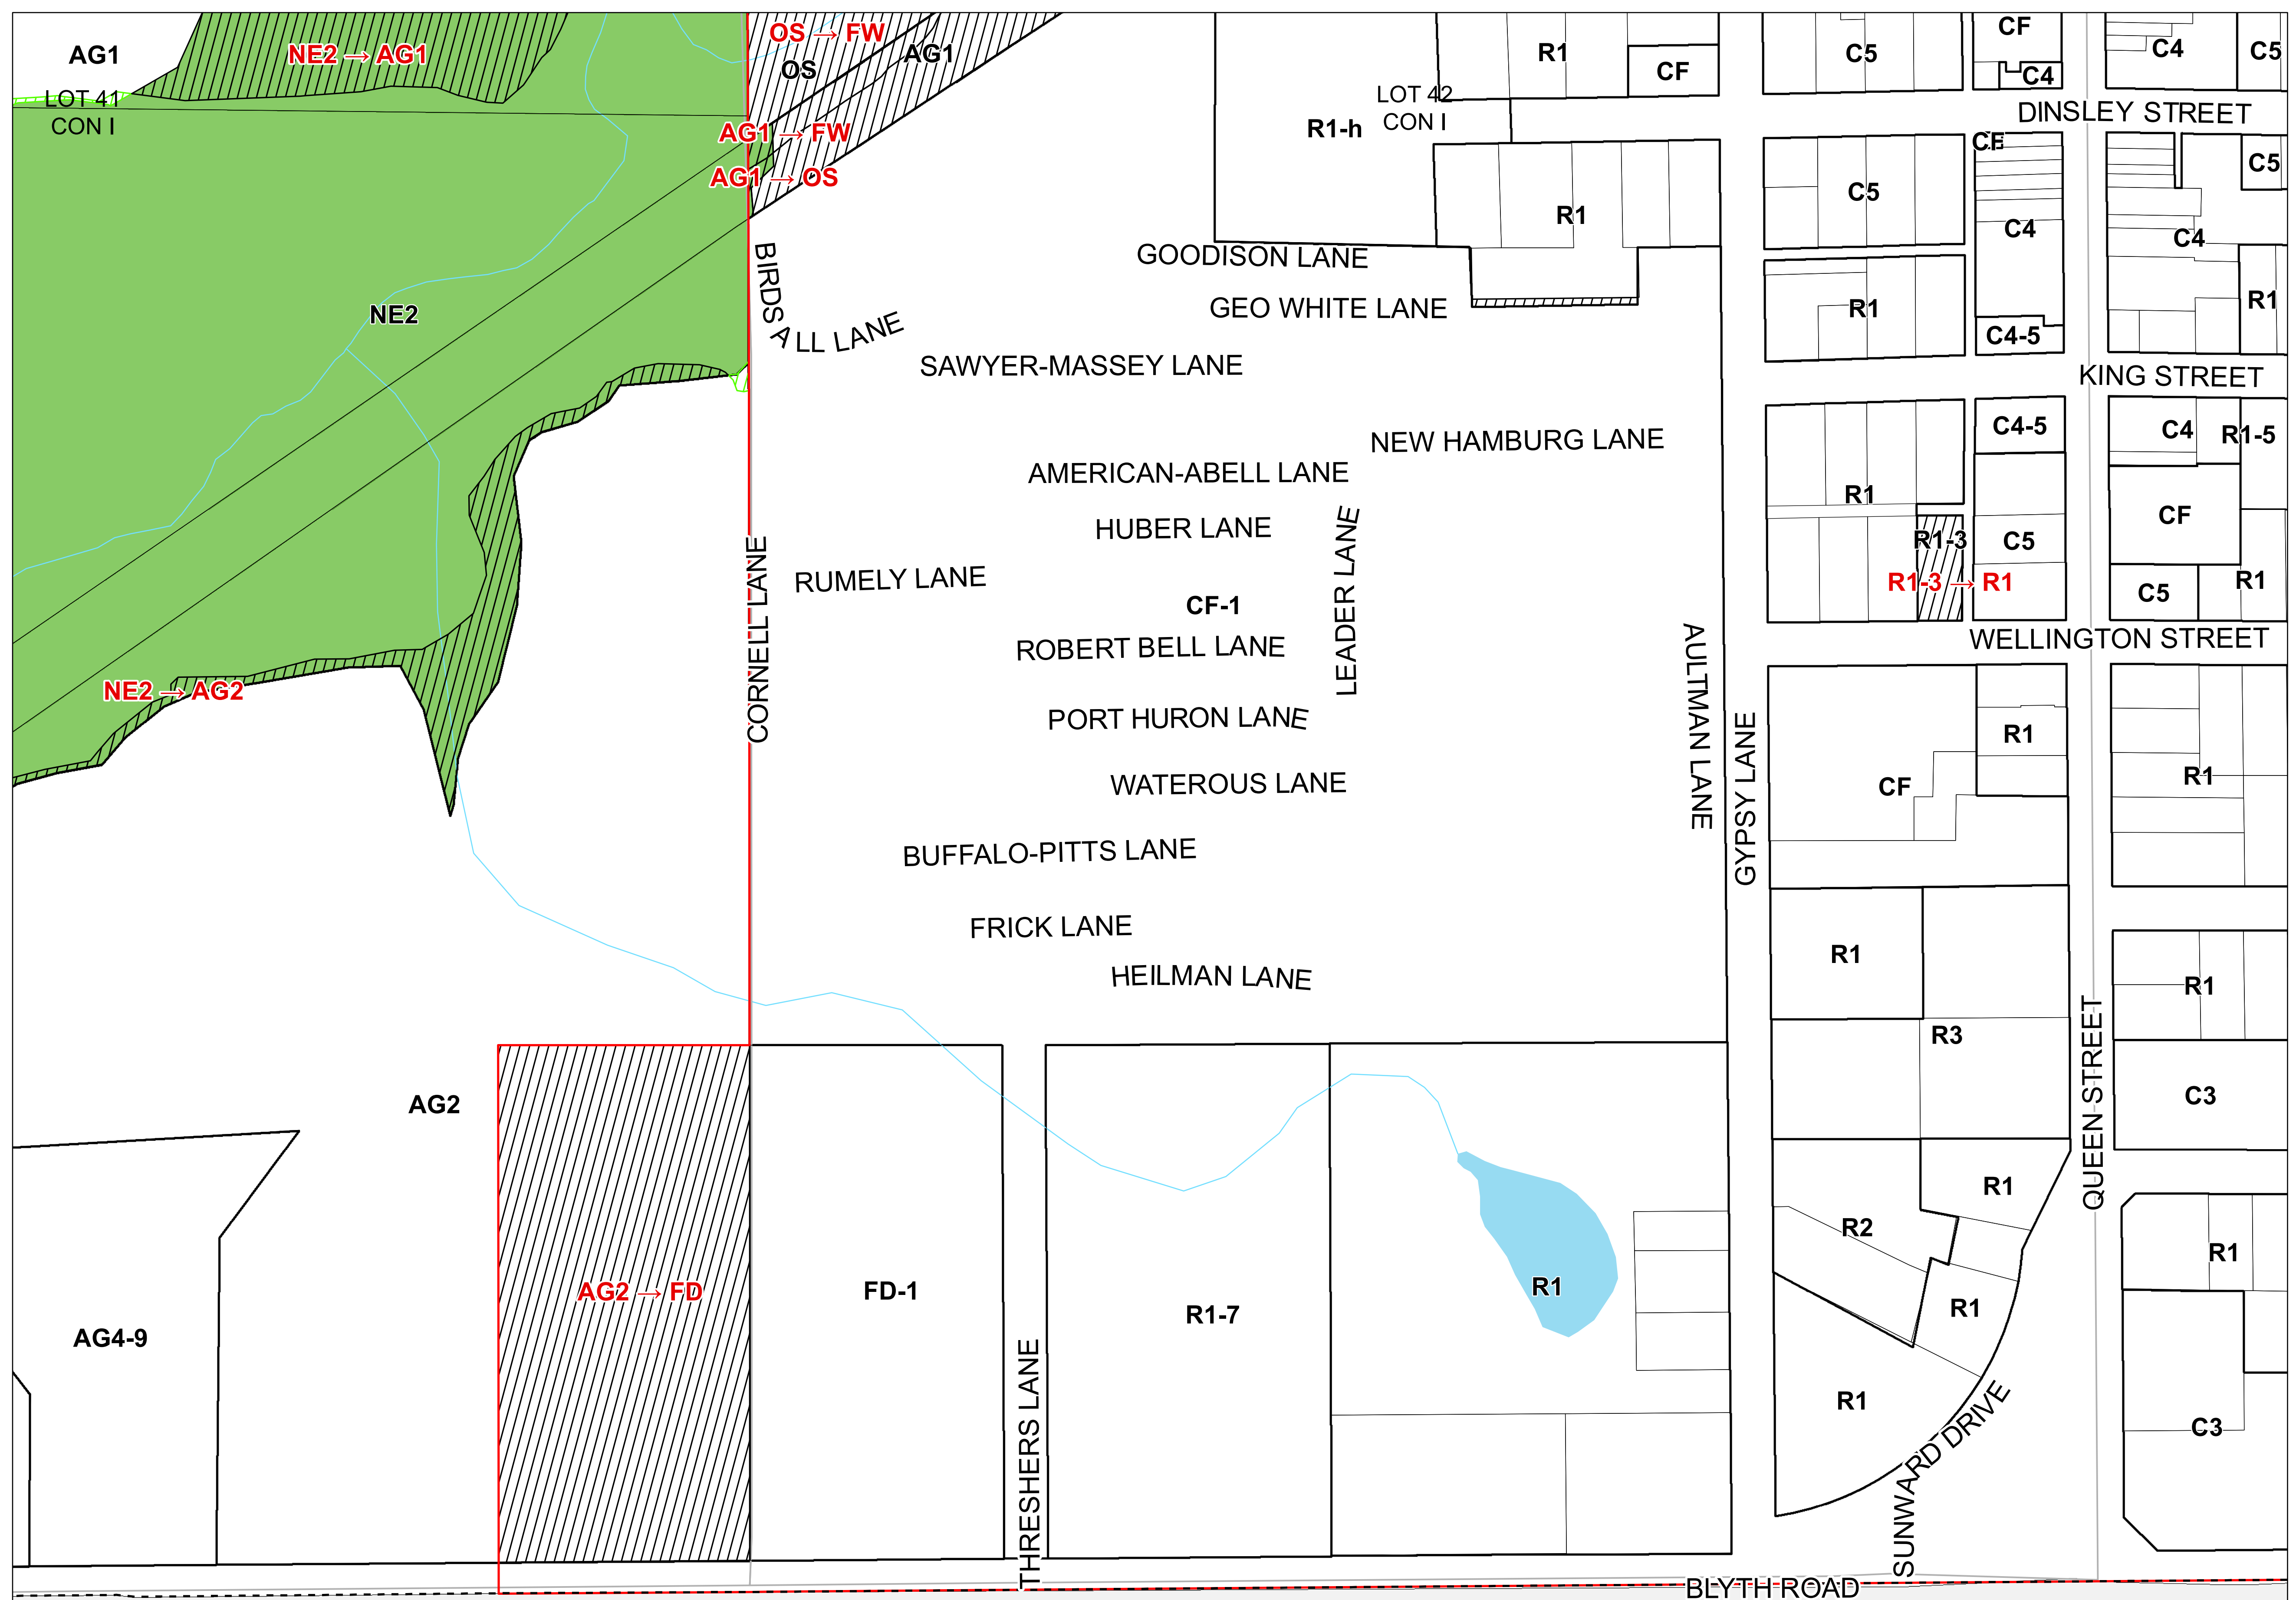 OS → FW
AG1
NE2 → AG1
OS
AG1
R1
CF
C5
CF
C4
C4
C5
LOT 41
CON I
LOT 42
CON I
R1-h
DINSLEY STREET
AG1 → FW
AG1 → OS
R1
C5
CF
C4
C5
C4
GOODISON LANE
BIRDSALL LANE
NE2
GEO WHITE LANE
R1
C4-5
R1
SAWYER-MASSEY LANE
KING STREET
NEW HAMBURG LANE
C4-5
C4
R1-5
AMERICAN-ABELL LANE
R1
HUBER LANE
LEADER LANE
CF
R1-3
C5
RUMELY LANE
CORNELL LANE
R1-3 → R1
C5
R1
CF-1
ROBERT BELL LANE
WELLINGTON STREET
AULTMAN LANE
NE2 → AG2
PORT HURON LANE
R1
GYPSY LANE
WATEROUS LANE
CF
R1
BUFFALO-PITTS LANE
FRICK LANE
R1
HEILMAN LANE
R1
R3
QUEEN STREET
AG2
C3
R1
R2
R1
AG2 → FD
FD-1
R1-7
R1
R1
AG4-9
R1
C3
THRESHERS LANE
SUNWARD DRIVE
BLYTH ROAD